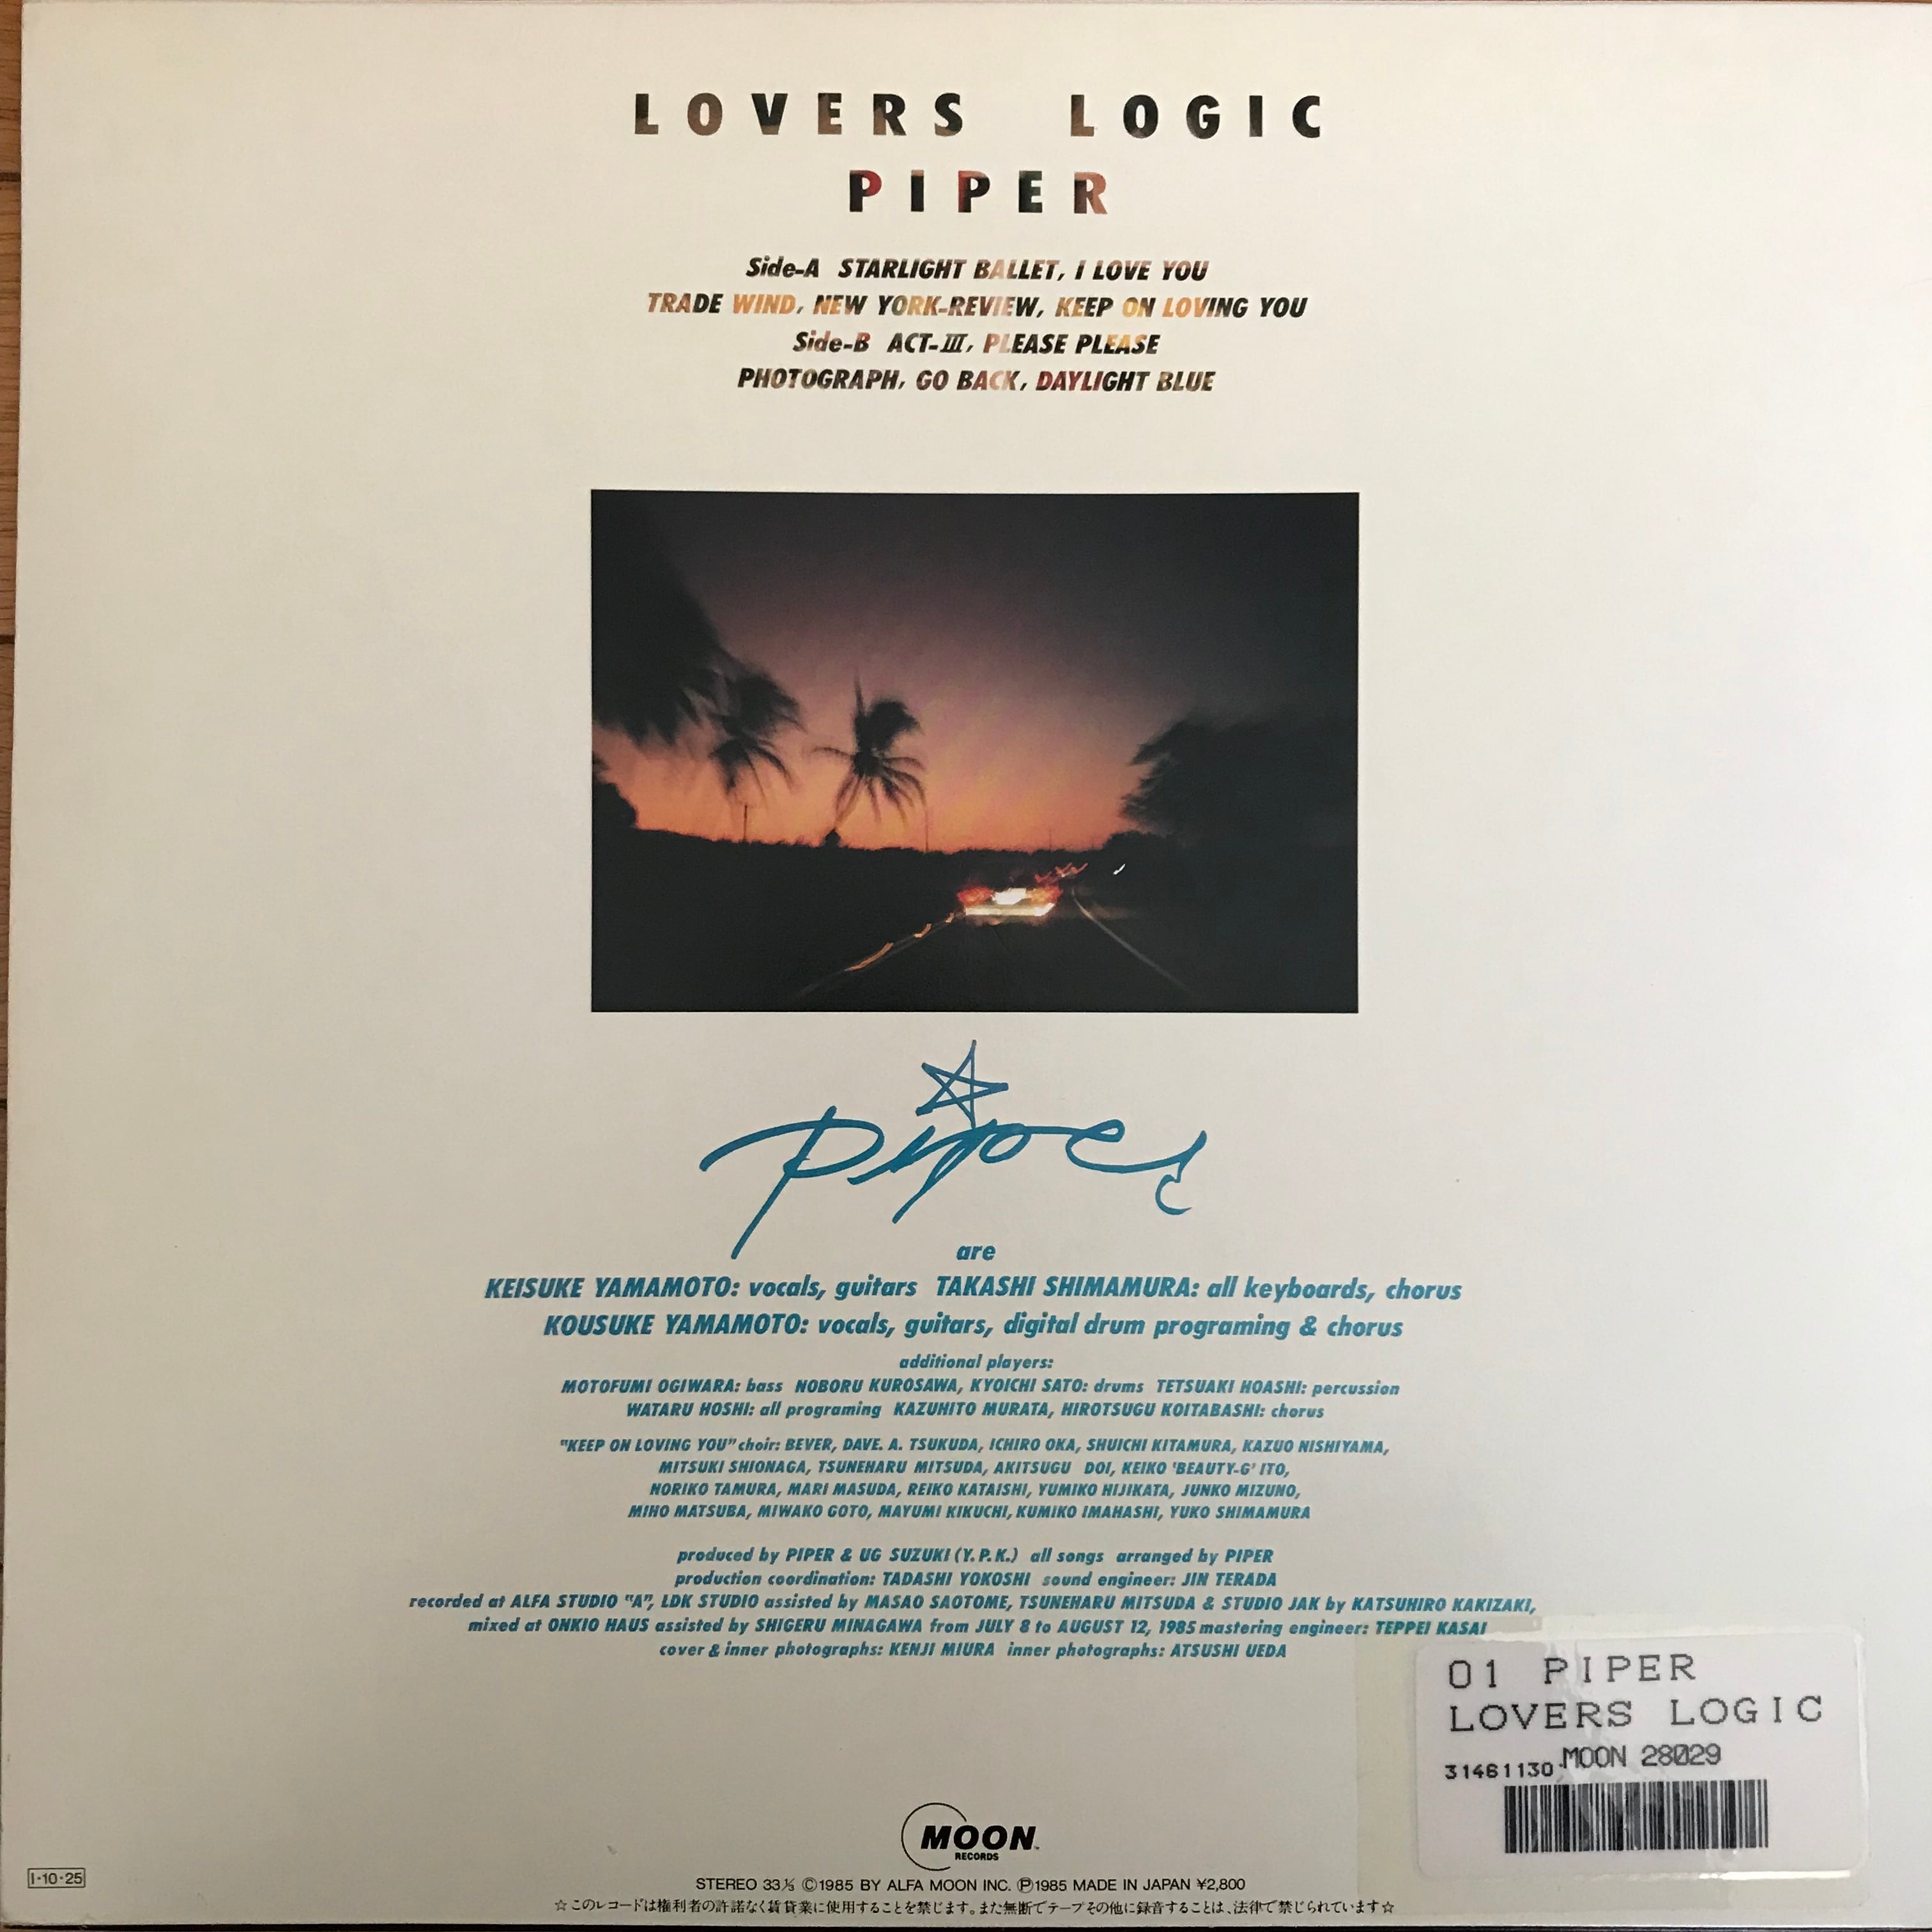 LOVERS LOGIC
PIPER
Side-A STARLIGHT BALLET, I LOVE YOU
TRADE WIND, NEW YORK-REVIEW, KEEP ON LOVING YOU
Side-B ACT-III, PLEASE PLEASE
PHOTOGRAPH, GO BACK, DAYLIGHT BLUE
piper
are
KEISUKE YAMAMOTO: vocals, guitars TAKASHI SHIMAMURA: all keyboards, chorus
KOUSUKE YAMAMOTO: vocals, guitars, digital drum programing & chorus
additional players:
MOTOFUMI OGIWARA: bass NOBORU KUROSAWA, KYOICHI SATO: drums TETSUAKI HOASHI: percussion
WATARU HOSHI: all programing KAZUHITO MURATA, HIROTSUGU KOITABASHI: chorus
"KEEP ON LOVING YOU" choir: BEVER, DAVE. A. TSUKUDA, ICHIRO OKA, SHUICHI KITAMURA, KAZUO NISHIYAMA,
MITSUKI SHIONAGA, TSUNEHARU MITSUDA, AKITSUGU DOI, KEIKO 'BEAUTY-G' ITO,
NORIKO TAMURA, MARI MASUDA, REIKO KATAISHI, YUMIKO HIJIKATA, JUNKO MIZUNO,
MIHO MATSUBA, MIWAKO GOTO, MAYUMI KIKUCHI, KUMIKO IMAHASHI, YUKO SHIMAMURA
produced by PIPER & UG SUZUKI (Y.P.K.) all songs arranged by PIPER
production coordination: TADASHI YOKOSHI sound engineer: JIN TERADA
recorded at ALFA STUDIO "A", LDK STUDIO assisted by MASAO SAOTOME, TSUNEHARU MITSUDA & STUDIO JAK by KATSUHIRO KAKIZAKI,
mixed at ONKIO HAUS assisted by SHIGERU MINAGAWA from JULY 8 to AUGUST 12, 1985 mastering engineer: TEPPEI KASAI
cover & inner photographs: KENJI MIURA inner photographs: ATSUSHI UEDA
01 PIPER
LOVERS LOGIC
31461130 MOON 28029
MOON
RECORDS
I-10-25
STEREO 33⅓ Ⓒ1985 BY ALFA MOON INC. Ⓟ1985 MADE IN JAPAN ¥2,800
☆このレコードは権利者の許諾なく賃貸業に使用することを禁じます。また無断でテープその他に録音することは、法律で禁じられています☆